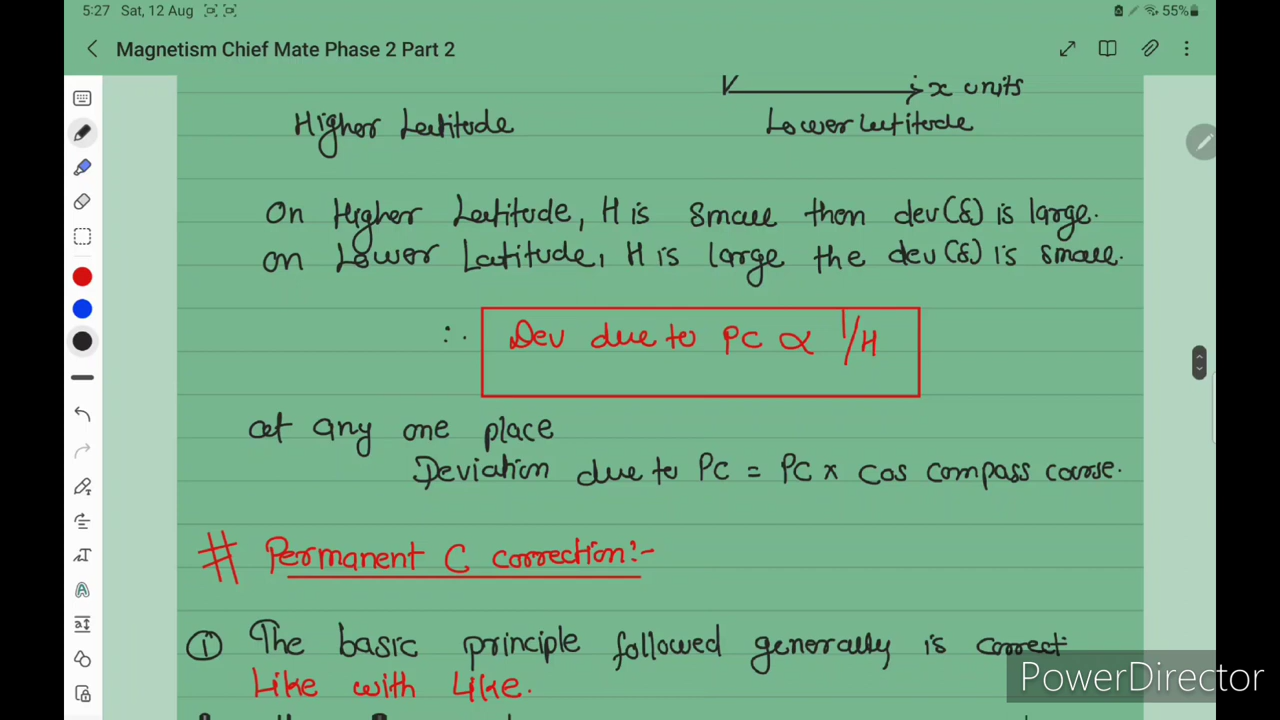 5:27 Sat, 12 Aug
55%
Magnetism Chief Mate Phase 2 Part 2
x units
Higher Latitude
Lower latitude
On Higher Latitude, H is small then dev(δ) is large.
on Lower Latitude, H is large the dev(δ) is small.
∴ Dev due to PC ∝ 1/H
at any one place
Deviation due to PC = PC x cos compass course.
# Permanent C correction:-
① The basic principle followed generally is correct
Like with Like.
PowerDirector